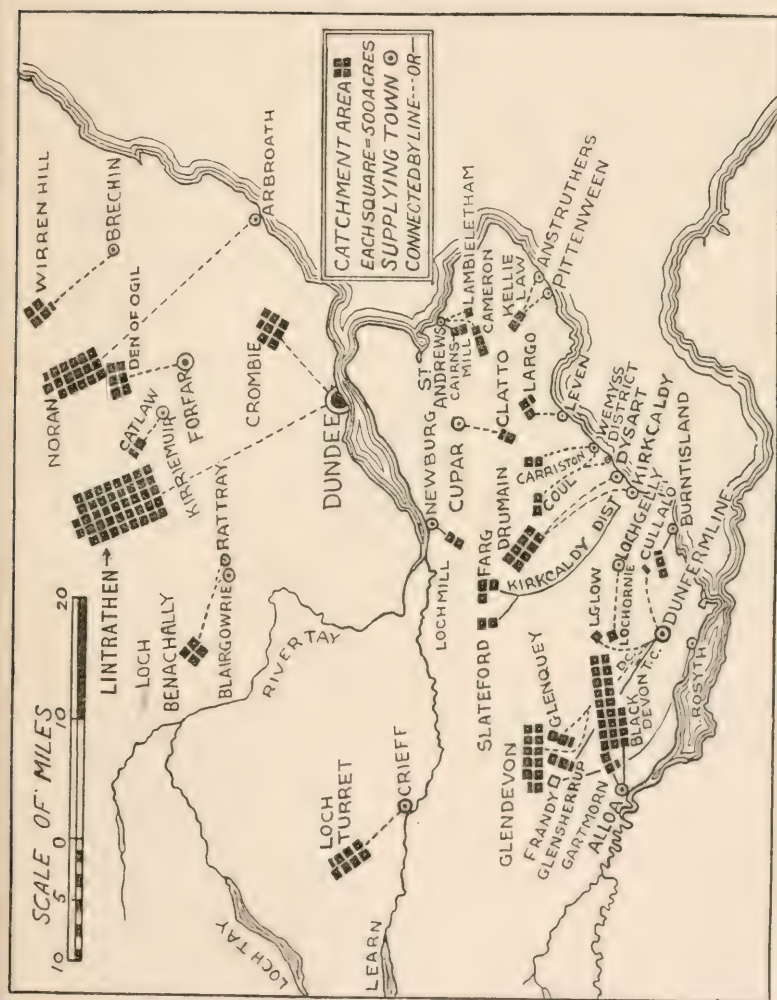 SCALE OF MILES
10 5 0 10 20
CATCHMENT AREA
EACH SQUARE = 500 ACRES
SUPPLYING TOWN
CONNECTED BY LINE --- OR —
WIRREN HILL
BRECHIN
NORAN
DEN OF OGIL
ARBROATH
CATLAW
KIRRIEMUIR
FORFAR
CROMBIE
LINTRATHEN →
LOCH
BENACHALLY
BLAIRGOWRIE
RATTRAY
DUNDEE
RIVER TAY
LOCH TAY
LOCH
TURRET
CRIEFF
LEARN
NEWBURG
LOCHMILL
CUPAR
ST
ANDREWS
CAIRNS
MILL
LAMBIELETHAM
CAMERON
KELLIE
LAW
ANSTRUTHERS
PITTENWEEN
CLATTO
LARGO
LEVEN
CARRISTON
COUL
WEMYSS
DISTRICT
DYSART
KIRKCALDY
DRUMAIN
KIRKCALDY DIST
SLATEFORD
FARG
LOCHGELLY
CULLALO
BURNTISLAND
LOCHORNIE
DUNFERMLINE
D.C.
T.C.
ROSYTH
GLENDEVON
GLENQUEY
FRANDY
GLENSHERRUP
GARTMORN
ALLOA
BLACK
DEVON